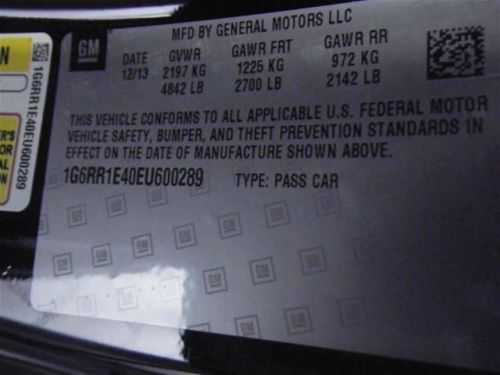 MFD BY GENERAL MOTORS LLC
GM
DATE GVWR GAWR FRT GAWR RR
12/13 2197 KG 1225 KG 972 KG
4842 LB 2700 LB 2142 LB
THIS VEHICLE CONFORMS TO ALL APPLICABLE U.S. FEDERAL MOTOR
VEHICLE SAFETY, BUMPER, AND THEFT PREVENTION STANDARDS IN
EFFECT ON THE DATE OF MANUFACTURE SHOWN ABOVE.
1G6RR1E40EU600289 TYPE: PASS CAR
1G6RR1E40EU600289